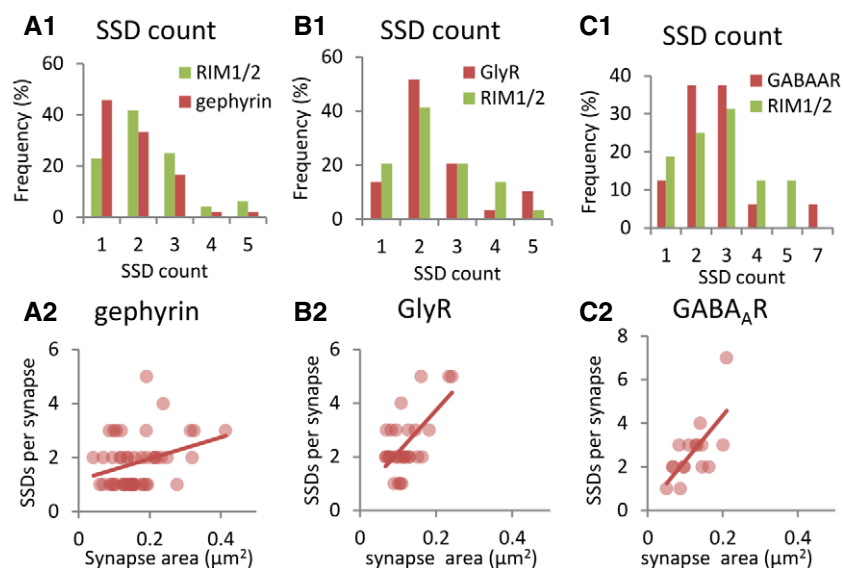 A1
SSD count
Frequency (%)
60
40
20
0
RIM1/2
gephyrin
1 2 3 4 5
SSD count
B1
SSD count
Frequency (%)
60
40
20
0
GlyR
RIM1/2
1 2 3 4 5
SSD count
C1
SSD count
Frequency (%)
40
30
20
10
0
GABAAR
RIM1/2
1 2 3 4 5 7
SSD count
A2
gephyrin
SSDs per synapse
6
4
2
0
0 0.2 0.4
Synapse area (µm²)
B2
GlyR
SSDs per synapse
6
4
2
0
0 0.2 0.4
synapse area (µm²)
C2
GABA_AR
SSDs per synapse
8
6
4
2
0
0 0.2 0.4
synapse area (µm²)